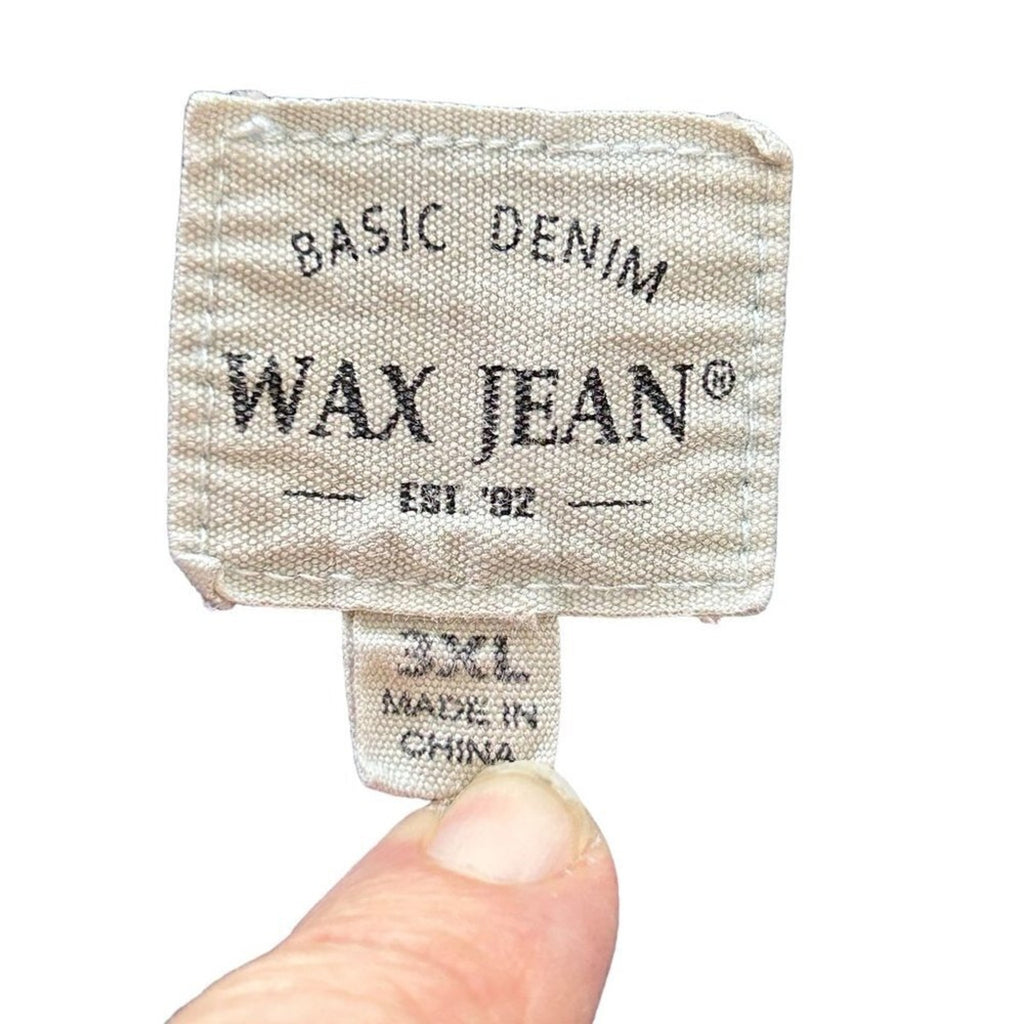 BASIC DENIM
WAX JEAN®
EST. '92
3XL
MADE IN
CHINA